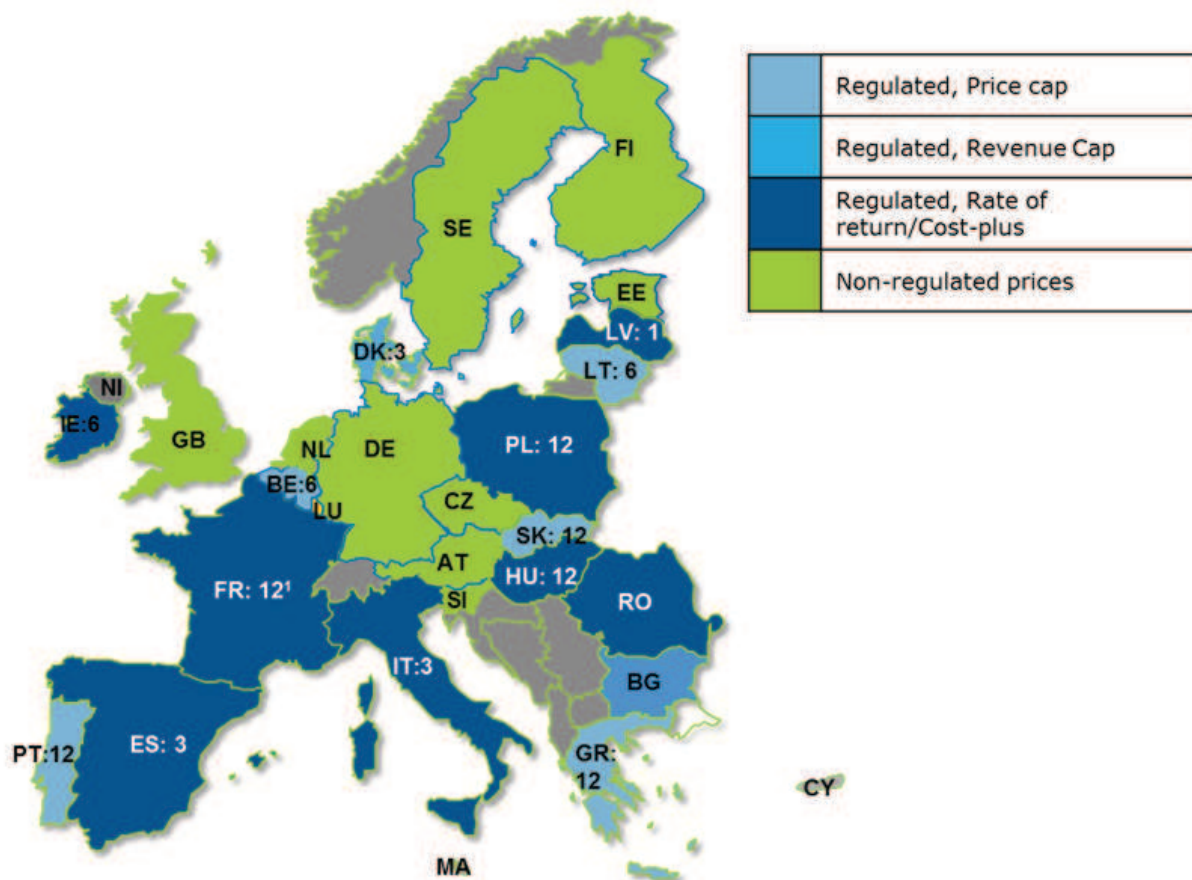 Regulated, Price cap
Regulated, Revenue Cap
Regulated, Rate of
return/Cost-plus
Non-regulated prices
FI
SE
EE
LV: 1
DK:3
LT: 6
NI
IE:6
GB
NL
DE
PL: 12
BE:6
LU
CZ
SK: 12
AT
HU: 12
FR: 12¹
SI
RO
IT:3
BG
PT:12
ES: 3
GR:
12
CY
MA